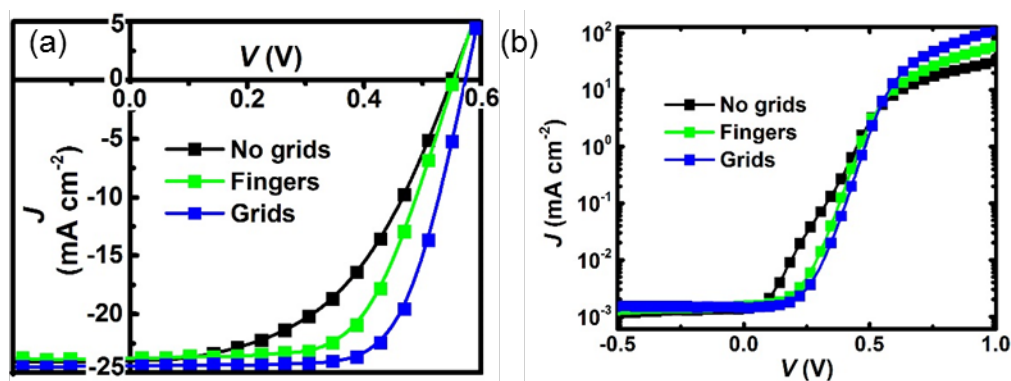 (a)
V (V)
5
0
0.0
0.2
0.4
0.6
-5
-10
-15
-20
-25
J
(mA cm-2)
No grids
Fingers
Grids
(b)
10²
10¹
10⁰
10⁻¹
10⁻²
10⁻³
J (mA cm⁻²)
No grids
Fingers
Grids
-0.5
0.0
0.5
1.0
V (V)